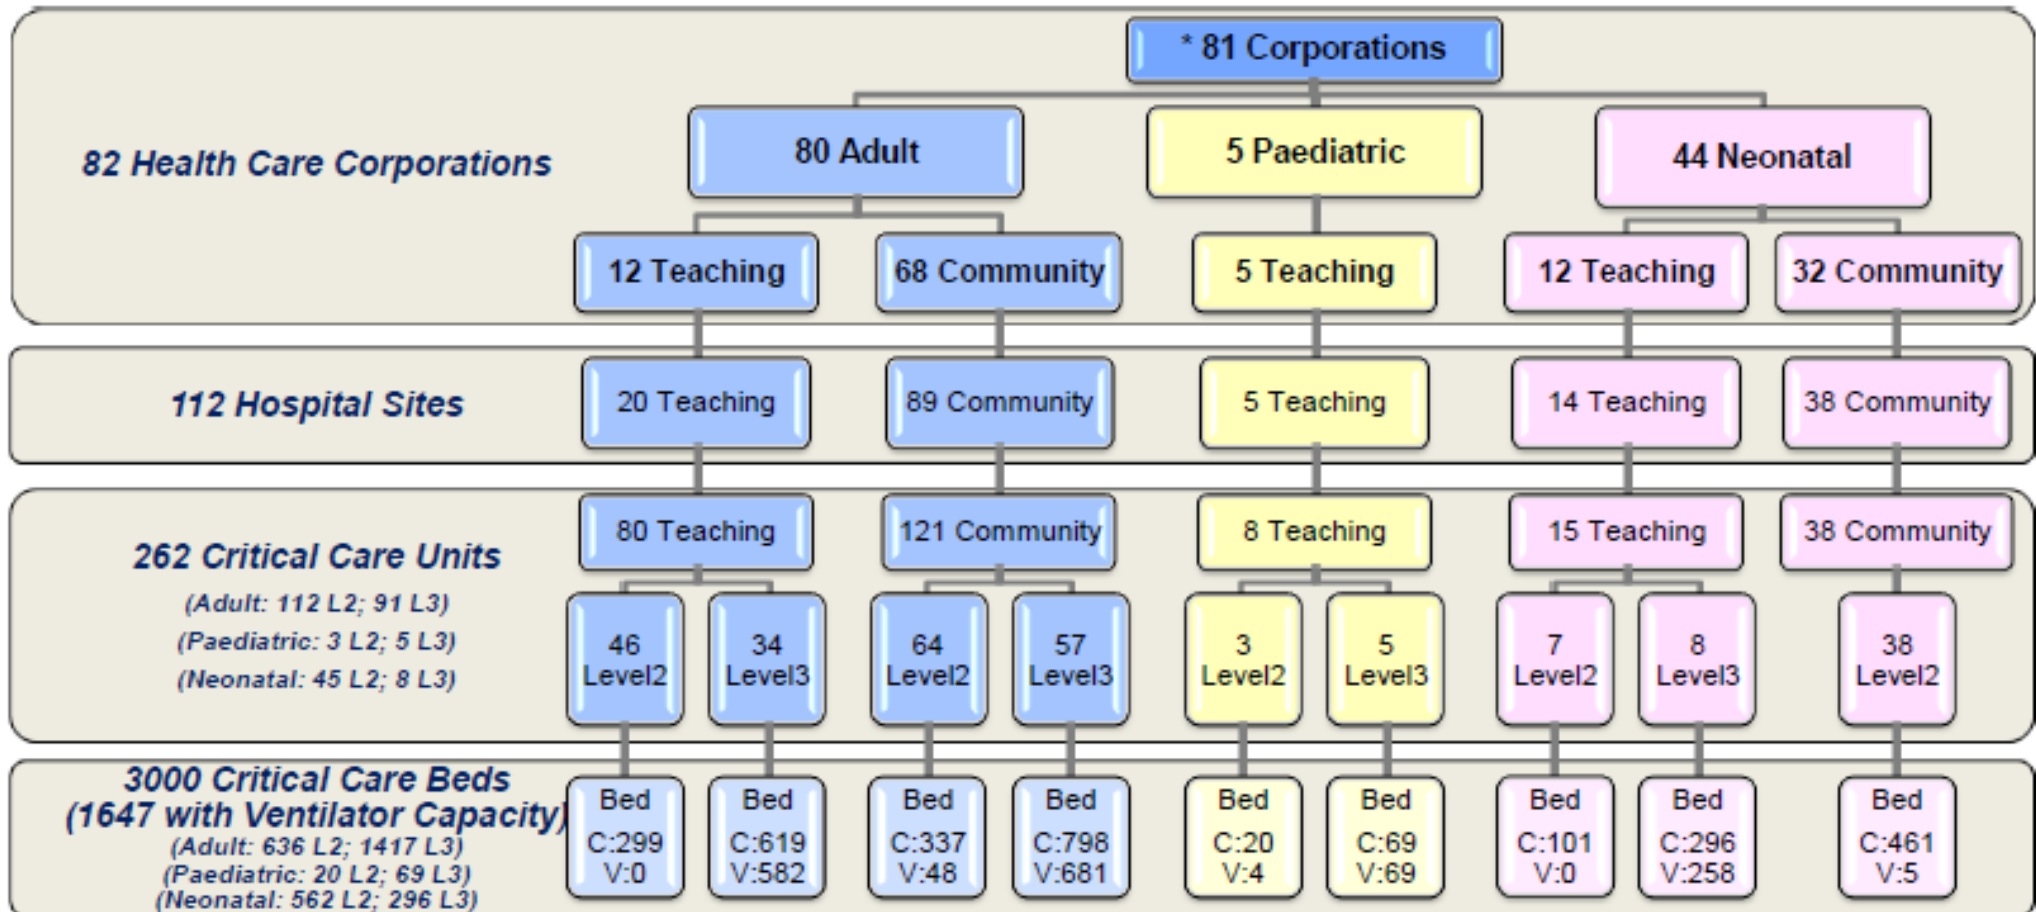 * 81 Corporations
82 Health Care Corporations
80 Adult
5 Paediatric
44 Neonatal
12 Teaching
68 Community
5 Teaching
12 Teaching
32 Community
112 Hospital Sites
20 Teaching
89 Community
5 Teaching
14 Teaching
38 Community
262 Critical Care Units
(Adult: 112 L2; 91 L3)
(Paediatric: 3 L2; 5 L3)
(Neonatal: 45 L2; 8 L3)
80 Teaching
121 Community
8 Teaching
15 Teaching
38 Community
46
Level2
34
Level3
64
Level2
57
Level3
3
Level2
5
Level3
7
Level2
8
Level3
38
Level2
3000 Critical Care Beds
(1647 with Ventilator Capacity)
(Adult: 636 L2; 1417 L3)
(Paediatric: 20 L2; 69 L3)
(Neonatal: 562 L2; 296 L3)
Bed
C:299
V:0
Bed
C:619
V:582
Bed
C:337
V:48
Bed
C:798
V:681
Bed
C:20
V:4
Bed
C:69
V:69
Bed
C:101
V:0
Bed
C:296
V:258
Bed
C:461
V:5